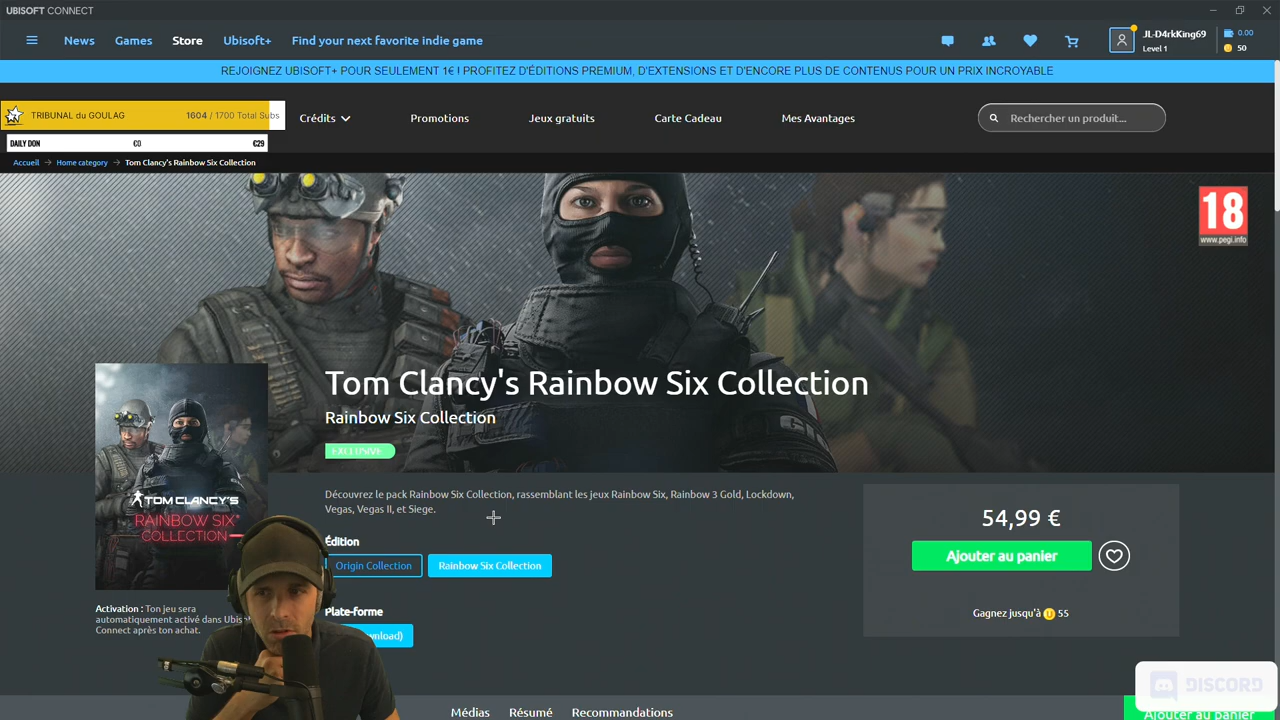 UBISOFT CONNECT
News Games Store Ubisoft+ Find your next favorite indie game
JL-D4rkKing69
Level 1
0.00
50
REJOIGNEZ UBISOFT+ POUR SEULEMENT 1€ ! PROFITEZ D'ÉDITIONS PREMIUM, D'EXTENSIONS ET D'ENCORE PLUS DE CONTENUS POUR UN PRIX INCROYABLE
TRIBUNAL du GOULAG 1604 / 1700 Total Subs
Crédits Promotions Jeux gratuits Carte Cadeau Mes Avantages Rechercher un produit...
DAILY DON €0 €29
Accueil → Home category → Tom Clancy's Rainbow Six Collection
18
www.pegi.info
Tom Clancy's Rainbow Six Collection
Rainbow Six Collection
EXCLUSIVE
Découvrez le pack Rainbow Six Collection, rassemblant les jeux Rainbow Six, Rainbow 3 Gold, Lockdown,
Vegas, Vegas II, et Siege.
54,99 €
Ajouter au panier
Gagnez jusqu'à 55
Édition
Origin Collection Rainbow Six Collection
TOM CLANCY'S
RAINBOW SIX
COLLECTION
Plate-forme
Activation : Ton jeu sera
automatiquement activé dans
Connect après ton achat.
DISCORD
Médias Résumé Recommandations
Ajouter au panier